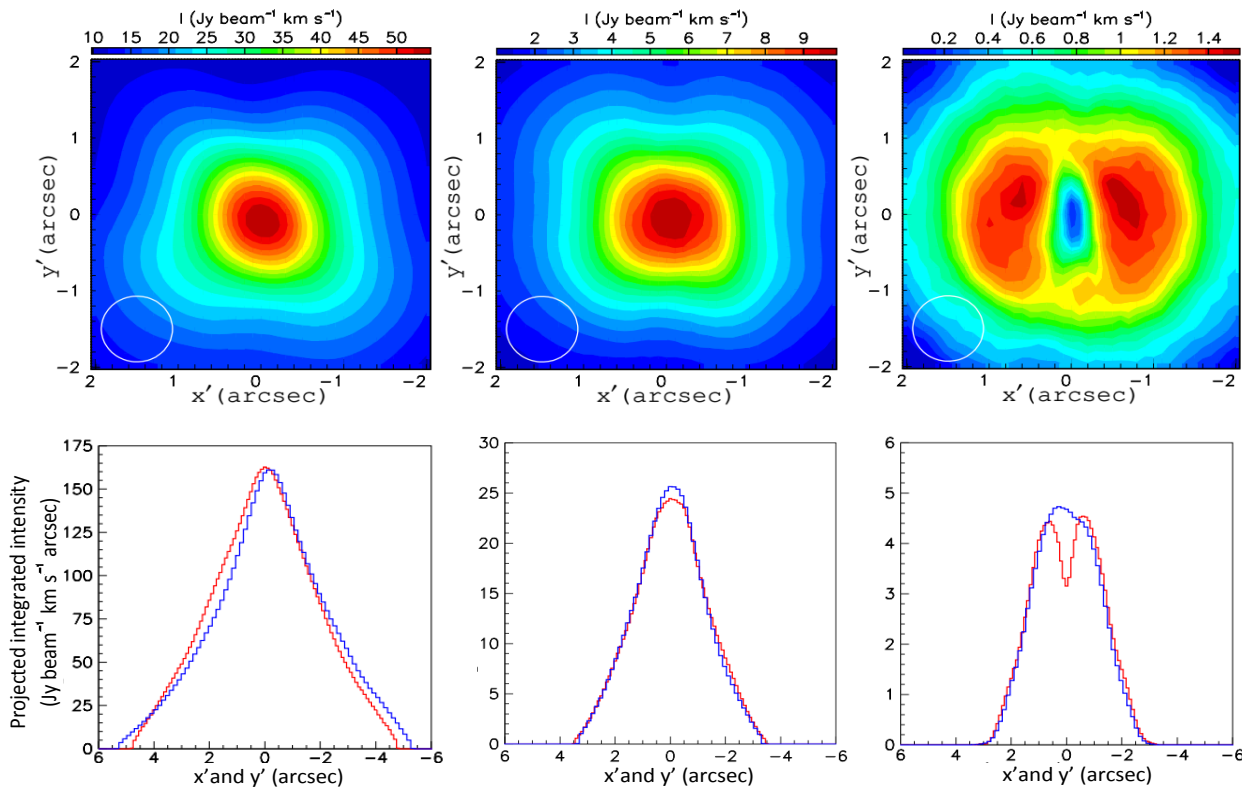 I (Jy beam⁻¹ km s⁻¹)
10 15 20 25 30 35 40 45 50
2
1
0
-1
-2
y'(arcsec)
2 1 0 -1 -2
x'(arcsec)
I (Jy beam⁻¹ km s⁻¹)
2 3 4 5 6 7 8 9
2
1
0
-1
-2
y'(arcsec)
2 1 0 -1 -2
x'(arcsec)
I (Jy beam⁻¹ km s⁻¹)
0.2 0.4 0.6 0.8 1 1.2 1.4
2
1
0
-1
-2
y'(arcsec)
2 1 0 -1 -2
x'(arcsec)
Projected integrated intensity
(Jy beam⁻¹ km s⁻¹ arcsec)
175
150
125
100
75
50
25
0
6 4 2 0 -2 -4 -6
x'and y' (arcsec)
30
25
20
15
10
5
0
6 4 2 0 -2 -4 -6
x'and y' (arcsec)
6
5
4
3
2
1
0
6 4 2 0 -2 -4 -6
x'and y' (arcsec)